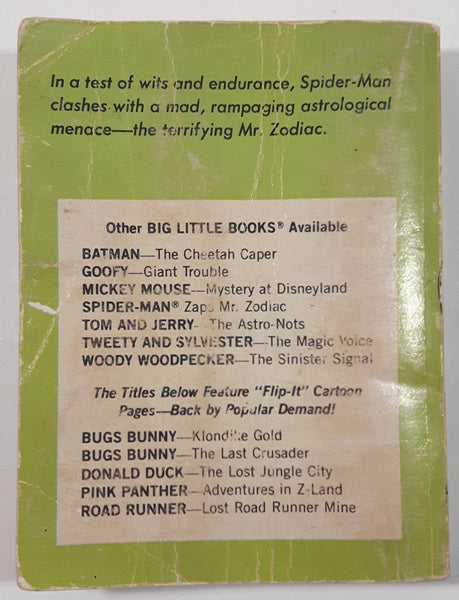 In a test of wits and endurance, Spider-Man
clashes with a mad, rampaging astrological
menace—the terrifying Mr. Zodiac.
Other BIG LITTLE BOOKS® Available
BATMAN—The Cheetah Caper
GOOFY—Giant Trouble
MICKEY MOUSE—Mystery at Disneyland
SPIDER-MAN® Zaps Mr. Zodiac
TOM AND JERRY—The Astro-Nots
TWEETY AND SYLVESTER—The Magic Voice
WOODY WOODPECKER—The Sinister Signal
The Titles Below Feature "Flip-It" Cartoon
Pages—Back by Popular Demand!
BUGS BUNNY—Klondike Gold
BUGS BUNNY—The Last Crusader
DONALD DUCK—The Lost Jungle City
PINK PANTHER—Adventures in Z-Land
ROAD RUNNER—Lost Road Runner Mine